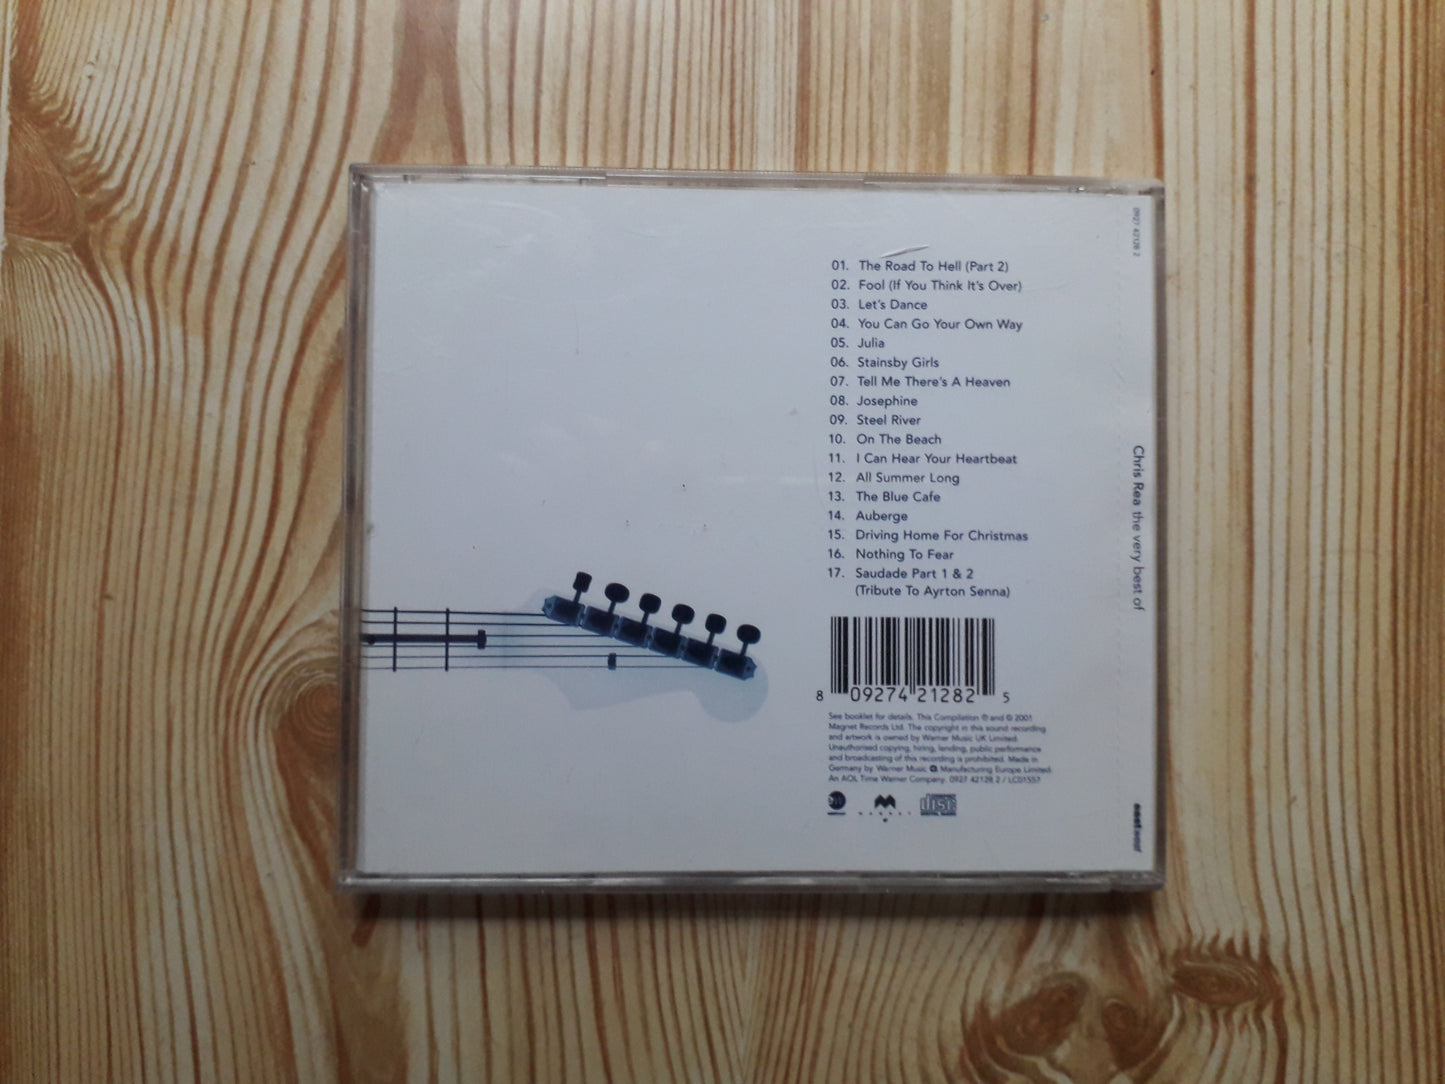 01. The Road To Hell (Part 2)
02. Fool (If You Think It's Over)
03. Let's Dance
04. You Can Go Your Own Way
05. Julia
06. Stainsby Girls
07. Tell Me There's A Heaven
08. Josephine
09. Steel River
10. On The Beach
11. I Can Hear Your Heartbeat
12. All Summer Long
13. The Blue Cafe
14. Auberge
15. Driving Home For Christmas
16. Nothing To Fear
17. Saudade Part 1 & 2
(Tribute To Ayrton Senna)
8 09274 21282 5
See booklet for details. This Compilation ℗ and © 2001
Magnet Records Ltd. The copyright in this sound recording
and artwork is owned by Warner Music UK Limited.
Unauthorised copying, hiring, lending, public performance
and broadcasting of this recording is prohibited. Made in
Germany by Warner Music Manufacturing Europe Limited.
An AOL Time Warner Company. 0927 42128 2 / LC01557
MAGNET
disc
DIGITAL AUDIO
0927 42128 2
Chris Rea the very best of
eastwest